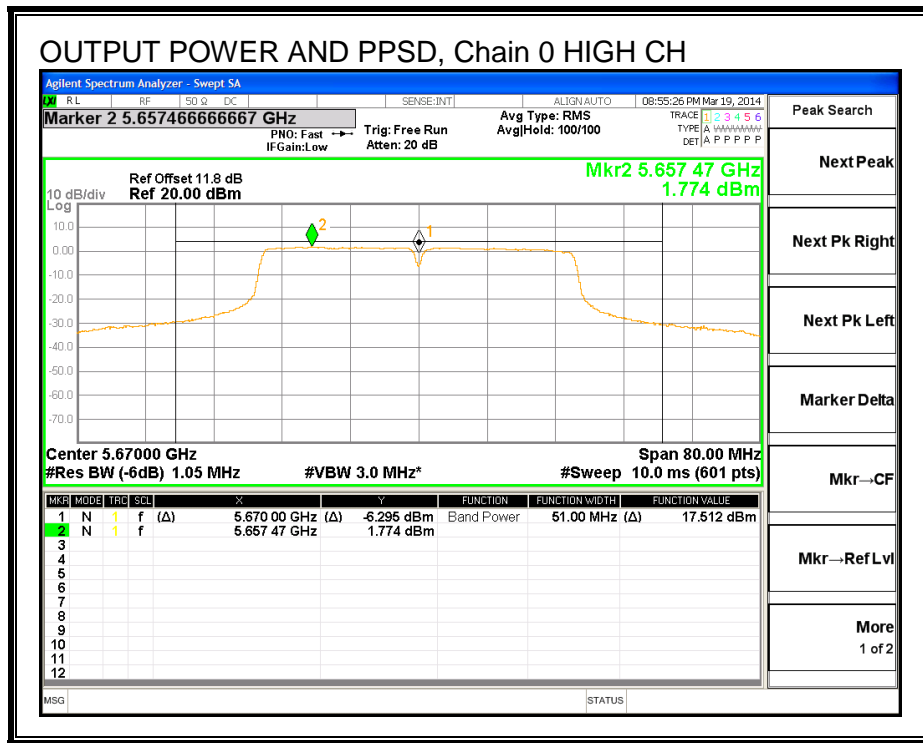 OUTPUT POWER AND PPSD, Chain 0 HIGH CH
Agilent Spectrum Analyzer - Swept SA
LXI RL RF 50 Ω DC SENSE:INT ALIGN AUTO 08:55:26 PM Mar 19, 2014
Marker 2 5.657466666667 GHz
PNO: Fast
IFGain:Low
Trig: Free Run
Atten: 20 dB
Avg Type: RMS
Avg|Hold: 100/100
TRACE 1 2 3 4 5 6
TYPE A WWWWW
DET A P P P P P
Ref Offset 11.8 dB
10 dB/div Ref 20.00 dBm
Log
Mkr2 5.657 47 GHz
1.774 dBm
10.0
0.00
-10.0
-20.0
-30.0
-40.0
-50.0
-60.0
-70.0
2
1
Center 5.67000 GHz Span 80.00 MHz
#Res BW (-6dB) 1.05 MHz #VBW 3.0 MHz* #Sweep 10.0 ms (601 pts)
MKR MODE TRC SCL X Y FUNCTION FUNCTION WIDTH FUNCTION VALUE
1 N 1 f (Δ) 5.670 00 GHz (Δ) -6.295 dBm Band Power 51.00 MHz (Δ) 17.512 dBm
2 N 1 f 5.657 47 GHz 1.774 dBm
3
4
5
6
7
8
9
10
11
12
MSG STATUS
Peak Search
Next Peak
Next Pk Right
Next Pk Left
Marker Delta
Mkr→CF
Mkr→Ref Lvl
More
1 of 2